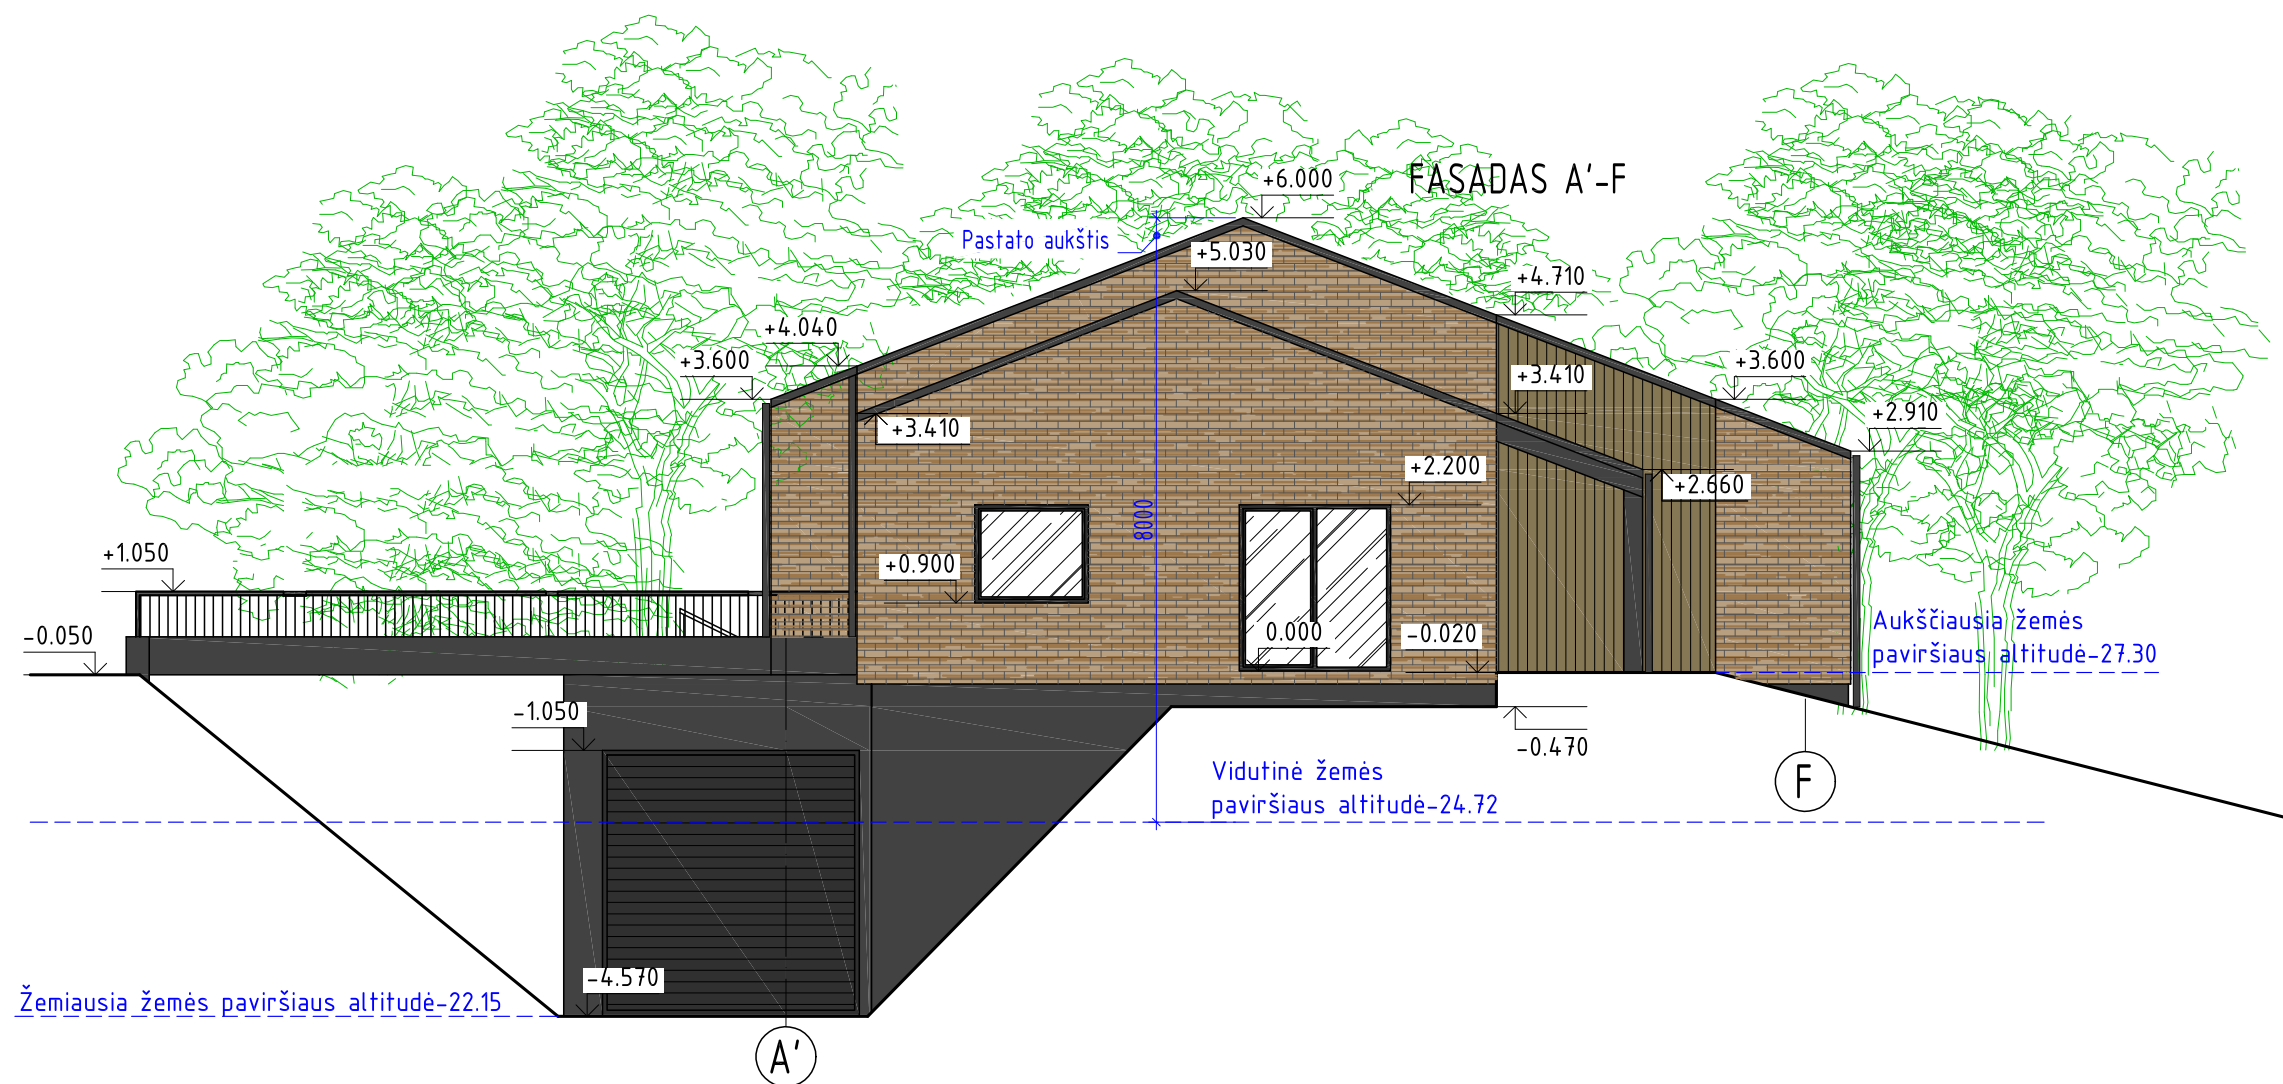 FASADAS A'-F
+6.000
Pastato aukštis
+5.030
+4.710
+4.040
+3.600
+3.600
+3.410
+2.910
+3.410
+2.200
+2.660
8000
+1.050
+0.900
-0.050
0.000
-0.020
Aukščiausia žemės
paviršiaus altitudė-27.30
-1.050
-0.470
Vidutinė žemės
paviršiaus altitudė-24.72
F
-4.570
Žemiausia žemės paviršiaus altitudė-22.15
A'